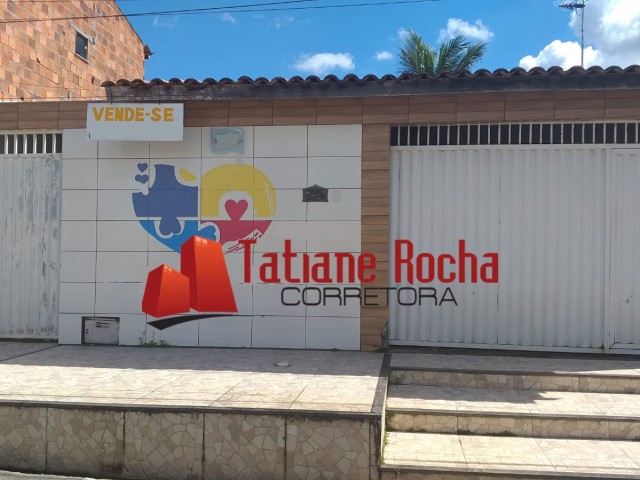 VENDE-SE
Tatiane Rocha
CORRETORA